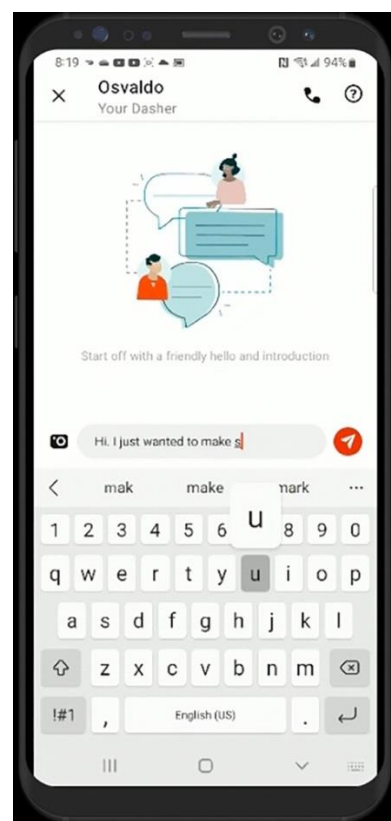 8:19
94%
Osvaldo
Your Dasher
Start off with a friendly hello and introduction
Hi. I just wanted to make s
mak make mark
u
1 2 3 4 5 6 8 9 0
q w e r t y u i o p
a s d f g h j k l
z x c v b n m
!#1 , English (US) .